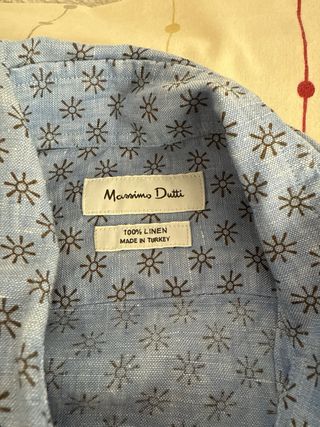 Massimo Dutti
100% LINEN
MADE IN TURKEY